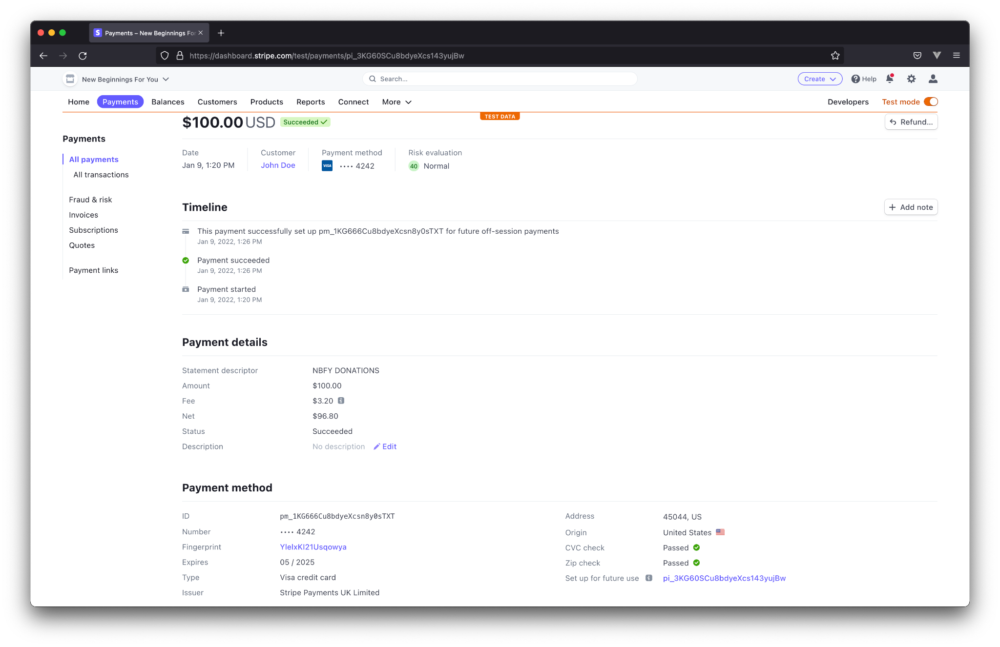 Payments – New Beginnings For
https://dashboard.stripe.com/test/payments/pi_3KG60SCu8bdyeXcs143yujBw
New Beginnings For You
Search...
Create
Help
Home
Payments
Balances
Customers
Products
Reports
Connect
More
Developers
Test mode
TEST DATA
$100.00 USD
Succeeded
Refund...
Payments
All payments
All transactions
Fraud & risk
Invoices
Subscriptions
Quotes
Payment links
Date
Jan 9, 1:20 PM
Customer
John Doe
Payment method
VISA •••• 4242
Risk evaluation
40 Normal
Timeline
Add note
This payment successfully set up pm_1KG666Cu8bdyeXcsn8y0sTXT for future off-session payments
Jan 9, 2022, 1:26 PM
Payment succeeded
Jan 9, 2022, 1:26 PM
Payment started
Jan 9, 2022, 1:20 PM
Payment details
Statement descriptor NBFY DONATIONS
Amount $100.00
Fee $3.20
Net $96.80
Status Succeeded
Description No description Edit
Payment method
ID pm_1KG666Cu8bdyeXcsn8y0sTXT
Number •••• 4242
Fingerprint YlelxKI21Usqowya
Expires 05 / 2025
Type Visa credit card
Issuer Stripe Payments UK Limited
Address 45044, US
Origin United States
CVC check Passed
Zip check Passed
Set up for future use pi_3KG60SCu8bdyeXcs143yujBw